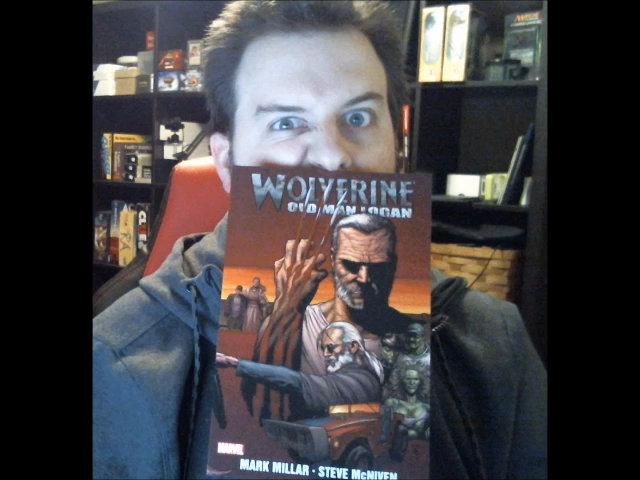 WOLVERINE
OLD MAN LOGAN
MARVEL
MARK MILLAR · STEVE McNIVEN